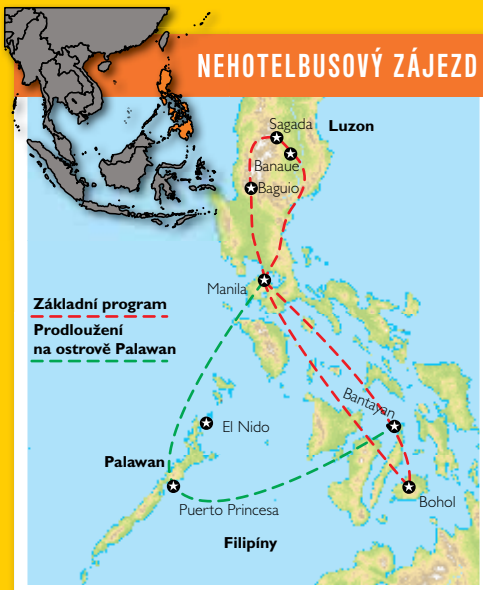 NEHOTELBUSOVÝ ZÁJEZD
Sagada
Luzon
Banaue
Baguio
Manila
Základní program
Prodloužení
na ostrově Palawan
Bantayan
El Nido
Palawan
Puerto Princesa
Bohol
Filipíny